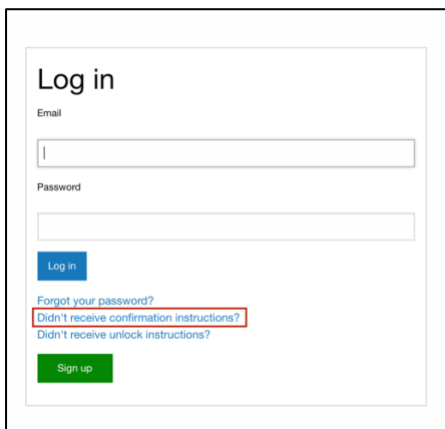 Log in
Email
Password
Log in
Forgot your password?
Didn't receive confirmation instructions?
Didn't receive unlock instructions?
Sign up